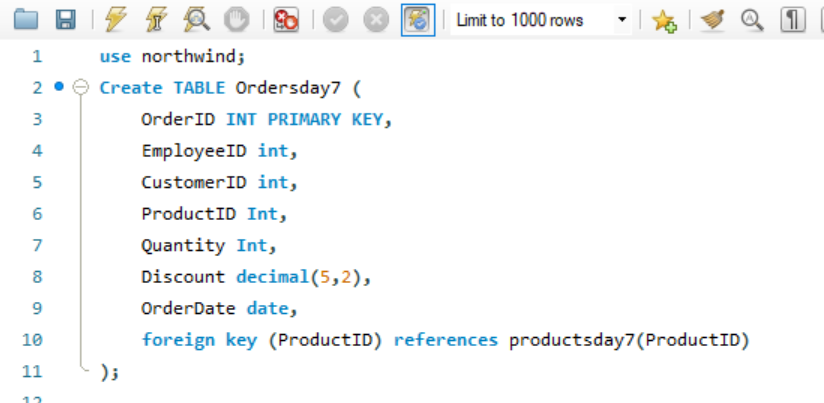 Limit to 1000 rows
1 use northwind;
2 Create TABLE Ordersday7 (
3 OrderID INT PRIMARY KEY,
4 EmployeeID int,
5 CustomerID int,
6 ProductID Int,
7 Quantity Int,
8 Discount decimal(5,2),
9 OrderDate date,
10 foreign key (ProductID) references productsday7(ProductID)
11 );
12